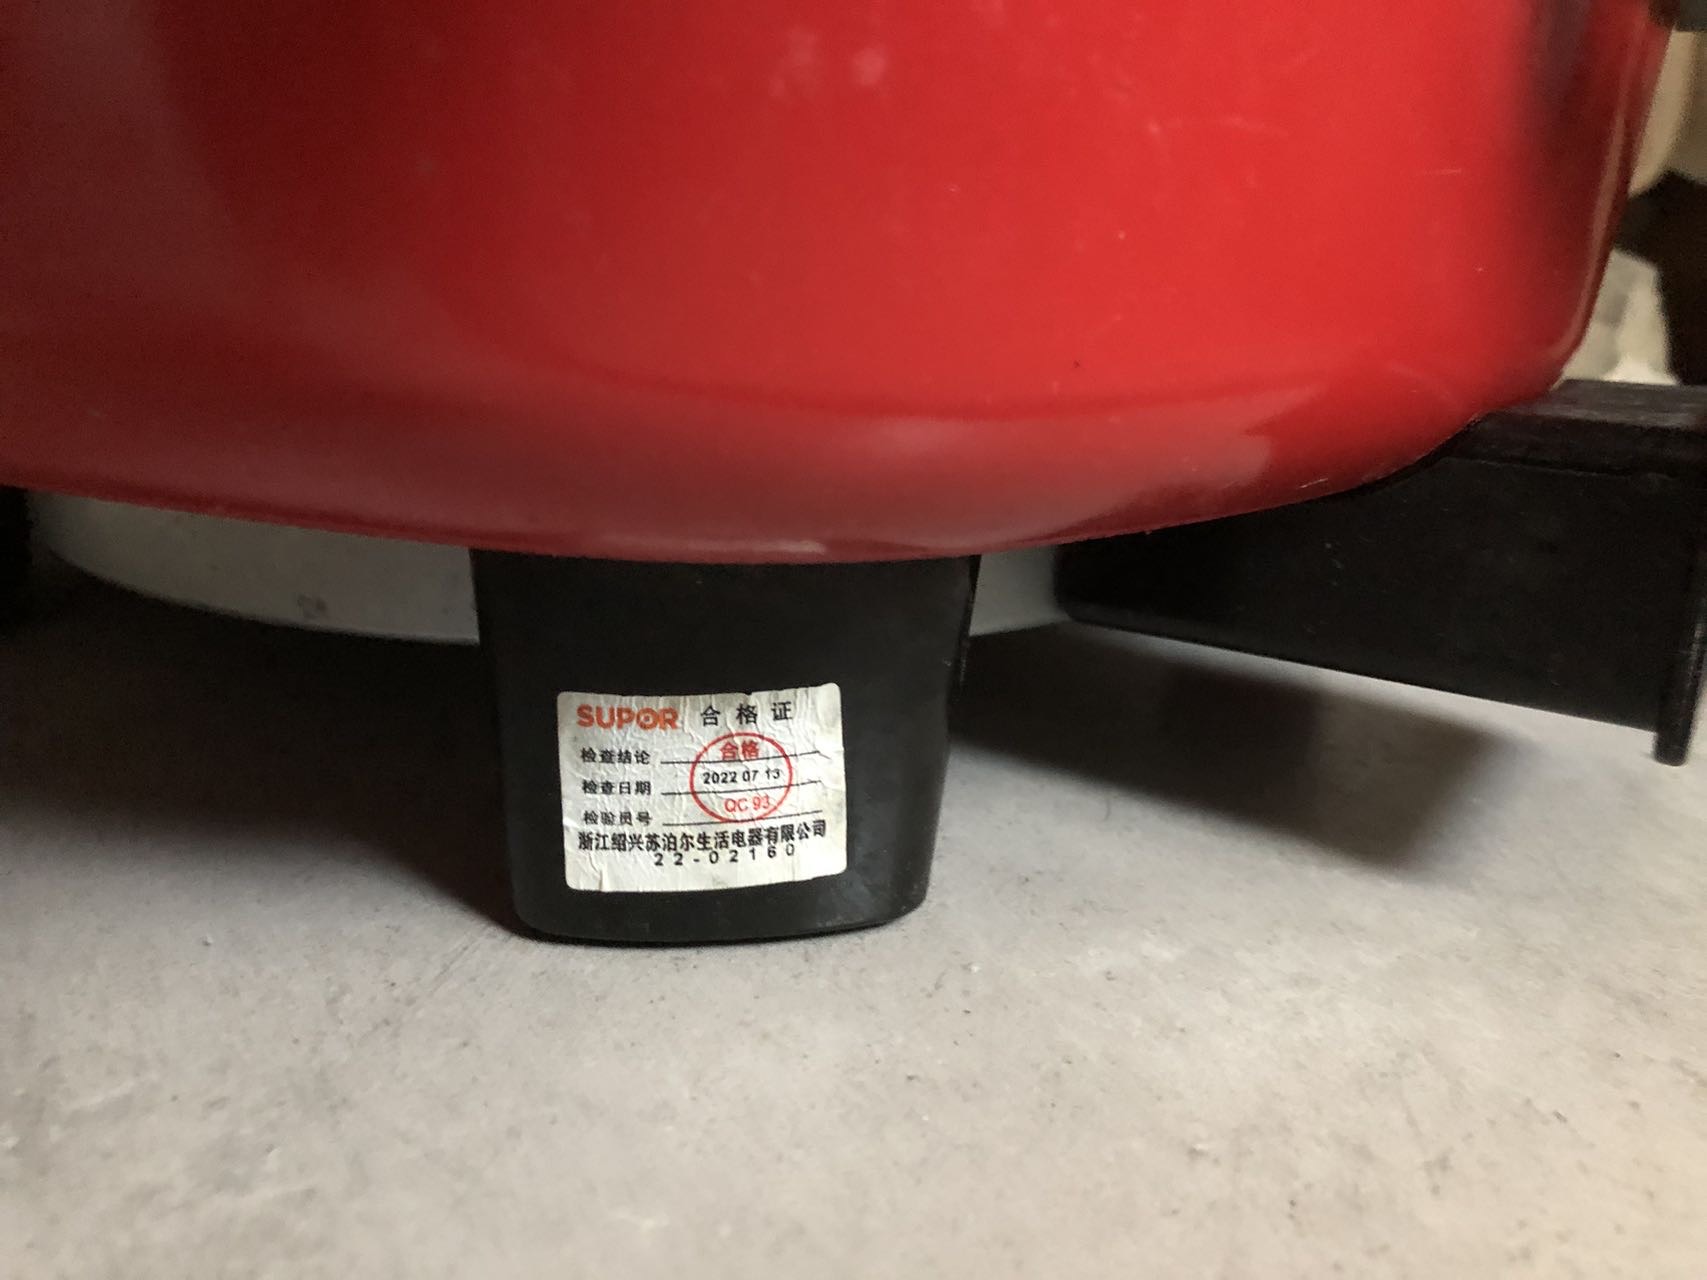 SUPOR 合格证
检查结论 合格
检查日期 2022 07 13
检验员号 QC 93
浙江绍兴苏泊尔生活电器有限公司
22-02160